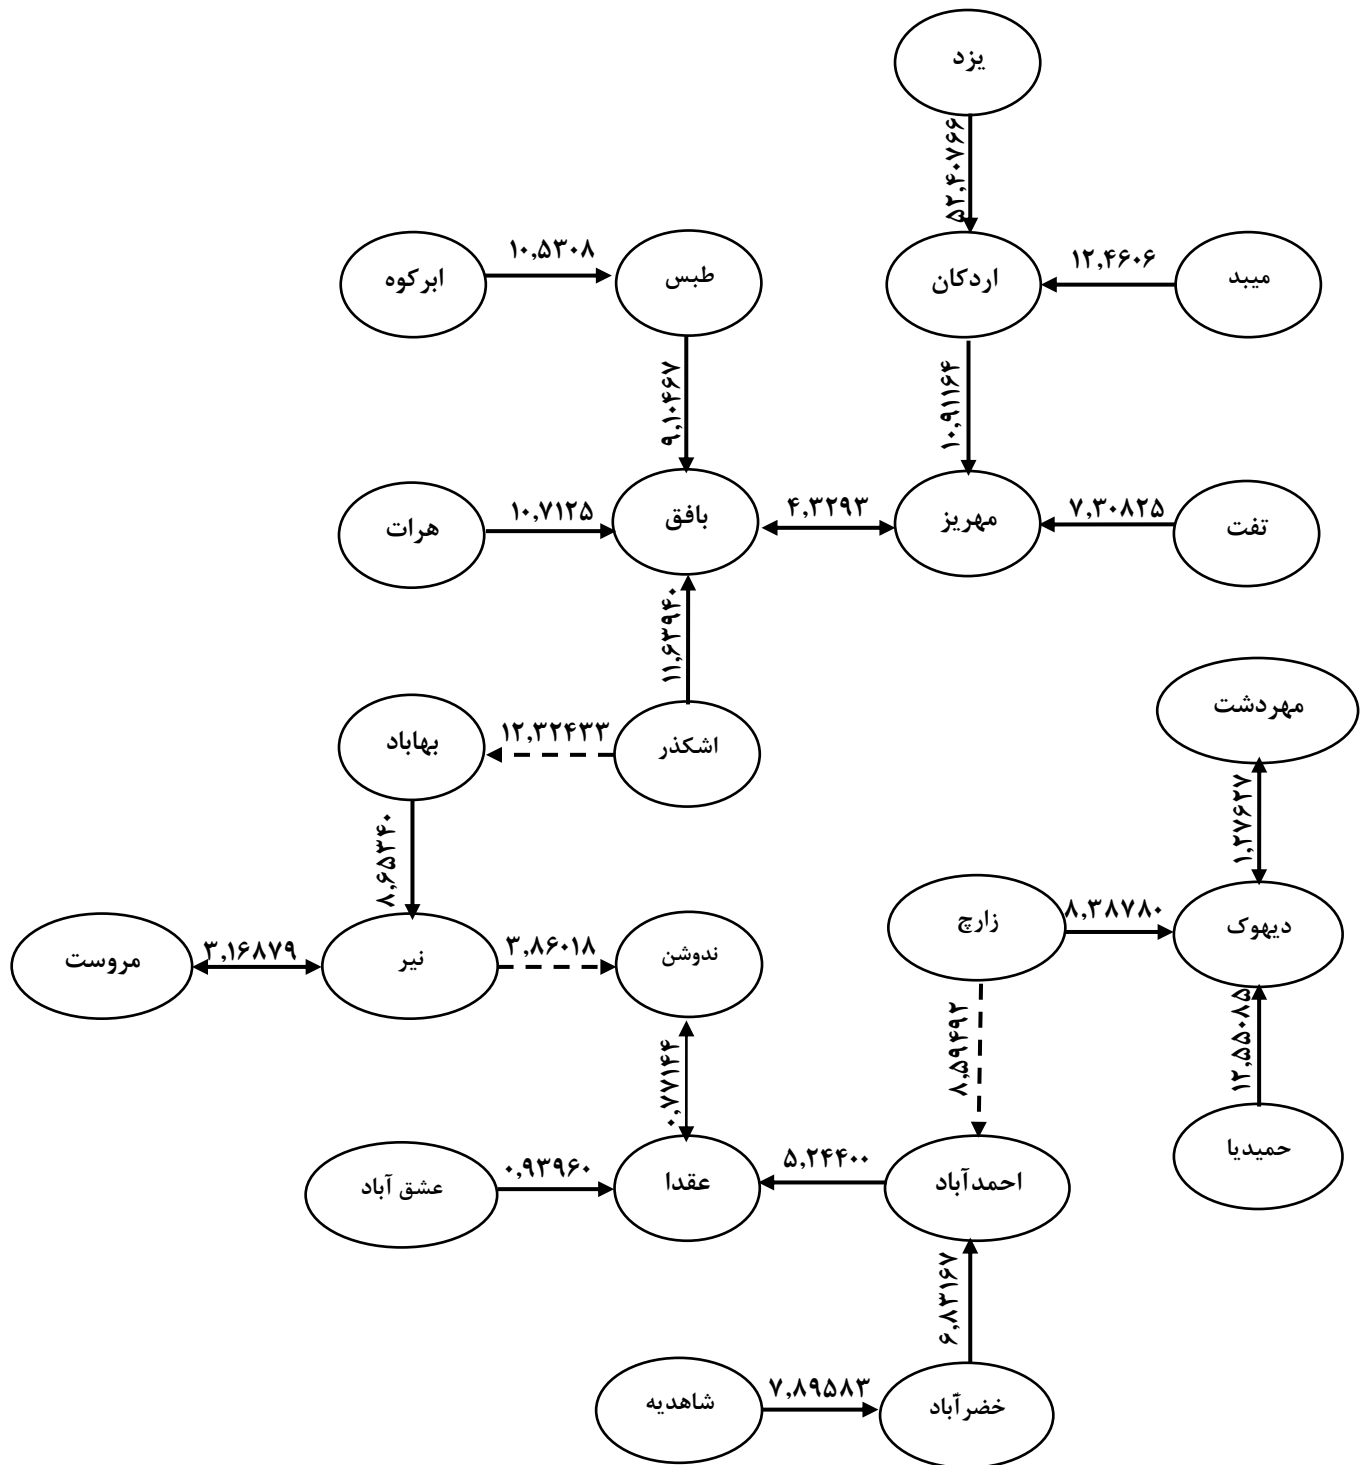 یزد
۵۲,۴۰۷۶۶
ابرکوه
۱۰,۵۳۰۸
طبس
اردکان
۱۲,۴۶۰۶
میبد
۹,۱۰۴۶۷
۱۰,۹۱۱۶۴
هرات
۱۰,۷۱۲۵
بافق
۴,۳۲۹۳
مهریز
۷,۳۰۸۲۵
تفت
۱۱,۶۳۹۴۰
بهاباد
۱۲,۳۲۴۳۳
اشکذر
مهردشت
۸,۶۵۳۴۰
۱,۲۷۶۲۷
مروست
۳,۱۶۸۷۹
نیر
۳,۸۶۰۱۸
ندوشن
زارچ
۸,۳۸۷۸۰
دیهوک
۰,۷۷۱۴۴
۸,۵۹۴۹۲
۱۲,۵۵۰۸۵
عشق آباد
۰,۹۳۹۶۰
عقدا
۵,۲۴۴۰۰
احمدآباد
حمیدیا
۶,۸۳۱۶۷
شاهدیه
۷,۸۹۵۸۳
خضرآباد